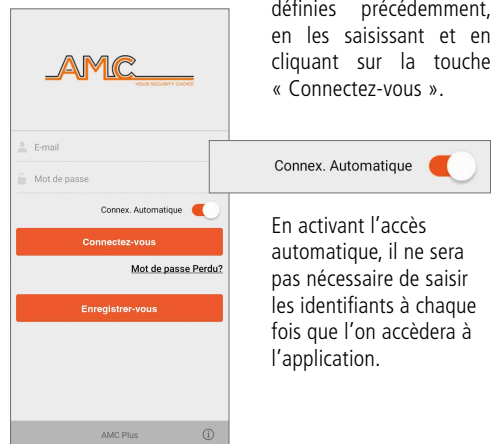 définies précédemment,
en les saisissant et en
cliquant sur la touche
« Connectez-vous ».
AMC
YOUR SECURITY CHOICE
E-mail
Mot de passe
Connex. Automatique
Connectez-vous
Mot de passe Perdu?
Enregistrer-vous
AMC Plus
Connex. Automatique
En activant l’accès
automatique, il ne sera
pas nécessaire de saisir
les identifiants à chaque
fois que l’on accèdera à
l’application.